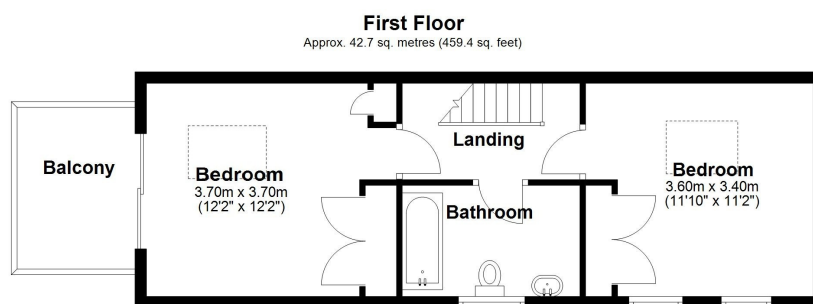 First Floor
Approx. 42.7 sq. metres (459.4 sq. feet)
Balcony
Bedroom
3.70m x 3.70m
(12'2" x 12'2")
Landing
Bathroom
Bedroom
3.60m x 3.40m
(11'10" x 11'2")